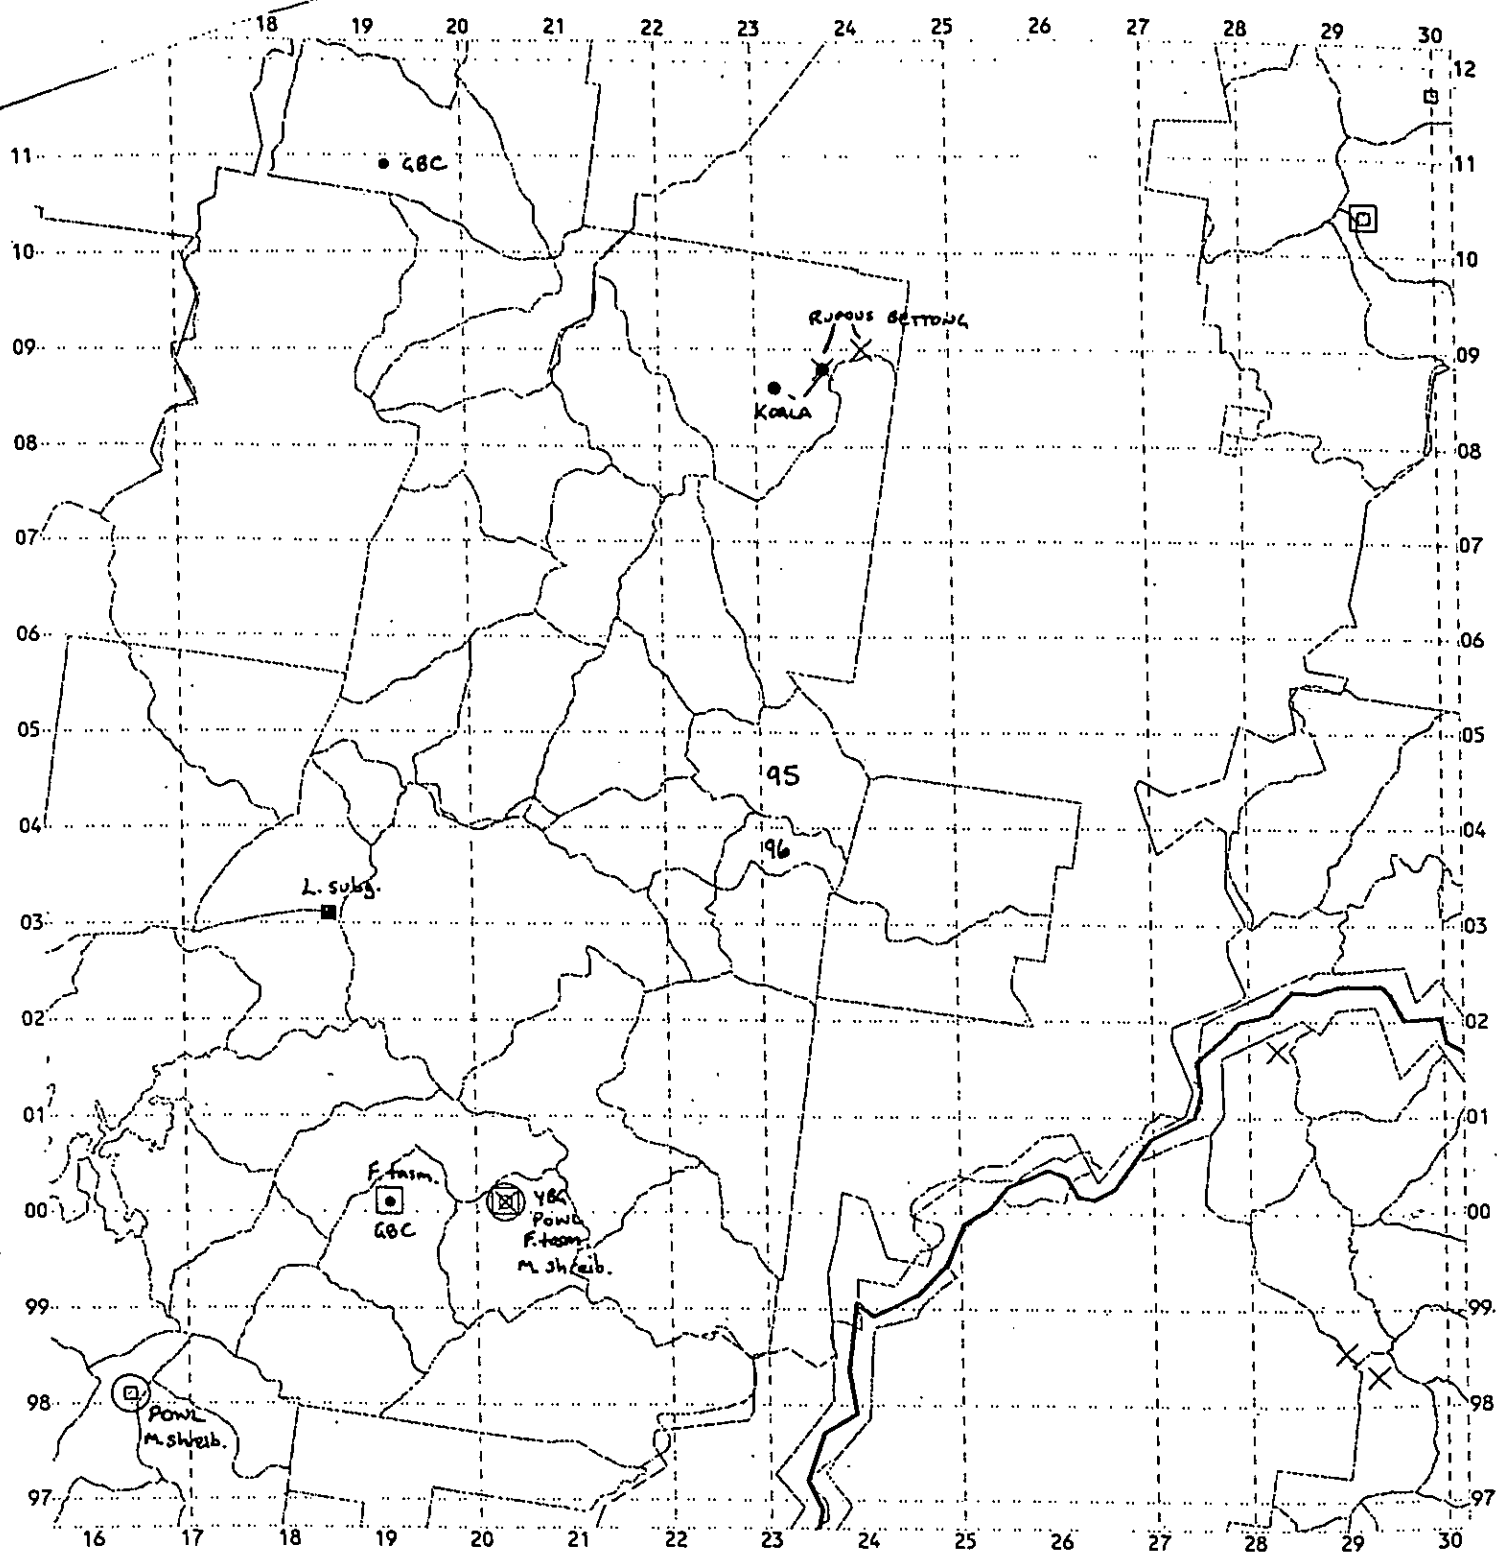 18 19 20 21 22 23 24 25 26 27 28 29 30
12
11 GBC 11
10 10
RUFOUS BETTONG
09 09
KOALA
08 08
07 07
06 06
05 05
95
04 04
96
L. subg.
03 03
02 02
01 01
F. tasm. YBG
00 GBC POWL 00
F. tasm.
M. shreib.
99 99.
98 98
POWL
M. shreib.
97 97
16 17 18 19 20 21 22 23 24 25 26 27 28 29 30